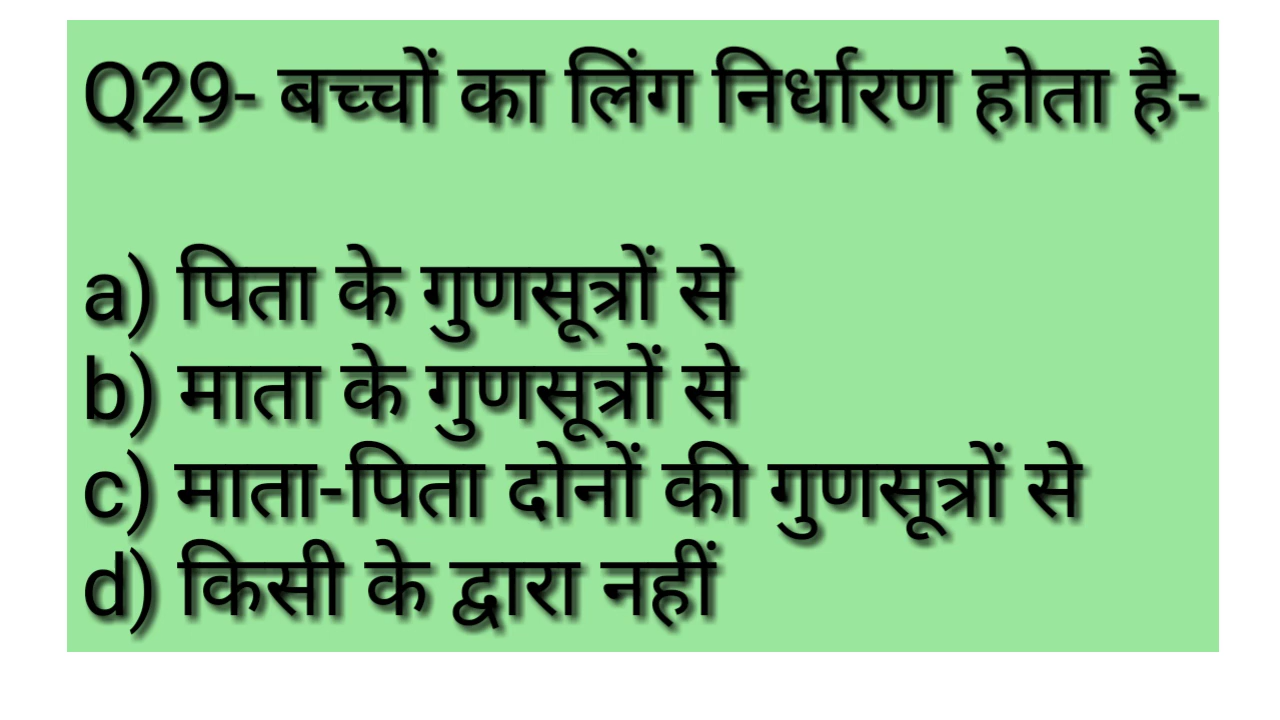 Q29- बच्चों का लिंग निर्धारण होता है-
a) पिता के गुणसूत्रों से
b) माता के गुणसूत्रों से
c) माता-पिता दोनों की गुणसूत्रों से
d) किसी के द्वारा नहीं